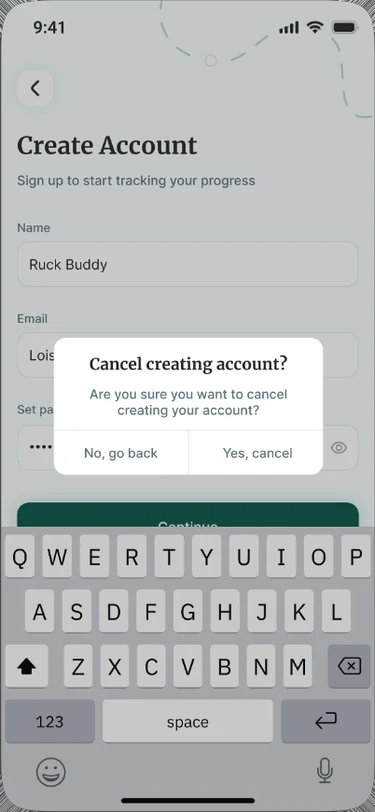 9:41
Create Account
Sign up to start tracking your progress
Name
Ruck Buddy
Email
Lois
Cancel creating account?
Are you sure you want to cancel
creating your account?
Set pa
••••
No, go back
Yes, cancel
Continue
Q W E R T Y U I O P
A S D F G H J K L
Z X C V B N M
123
space